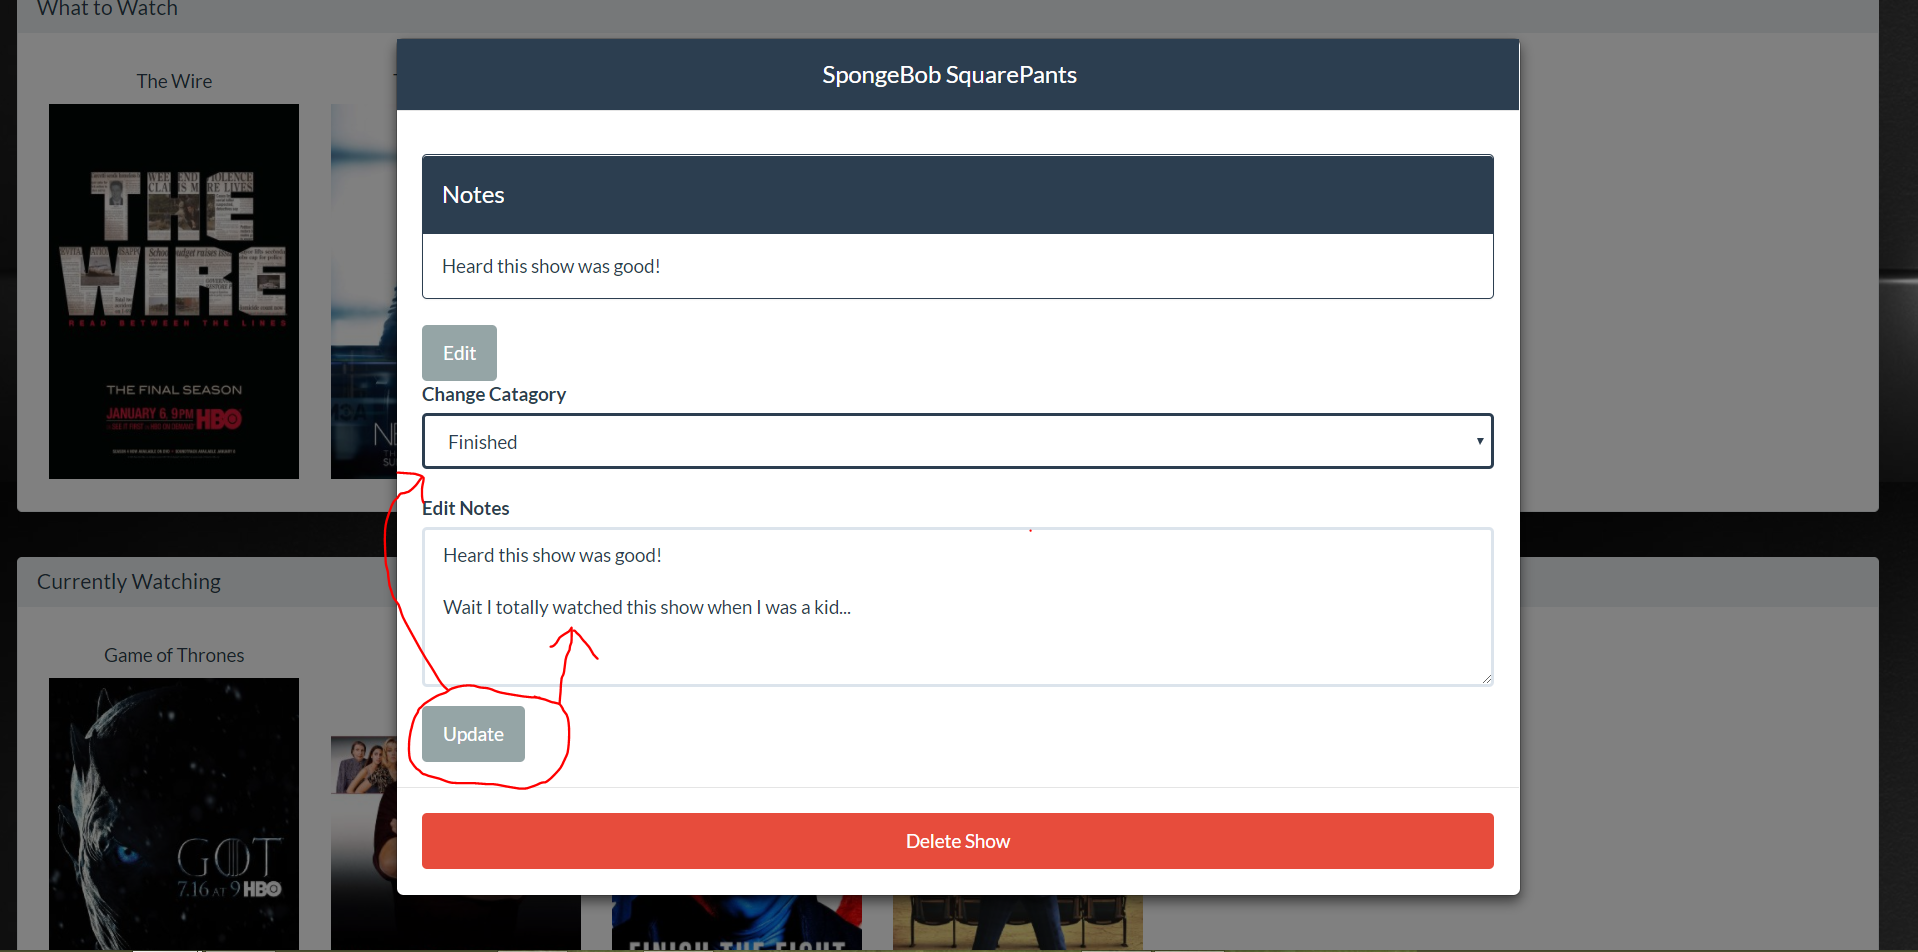 What to Watch
SpongeBob SquarePants
The Wire
Notes
THE
WIRE
READ BETWEEN THE LINES
Heard this show was good!
Edit
THE FINAL SEASON
Change Catagory
JANUARY 6, 9PM HBO
Finished
Edit Notes
Heard this show was good!
Currently Watching
Wait I totally watched this show when I was a kid...
Game of Thrones
Update
Delete Show
GOT
7.16 AT 9 HBO
FINISH THE FIGHT